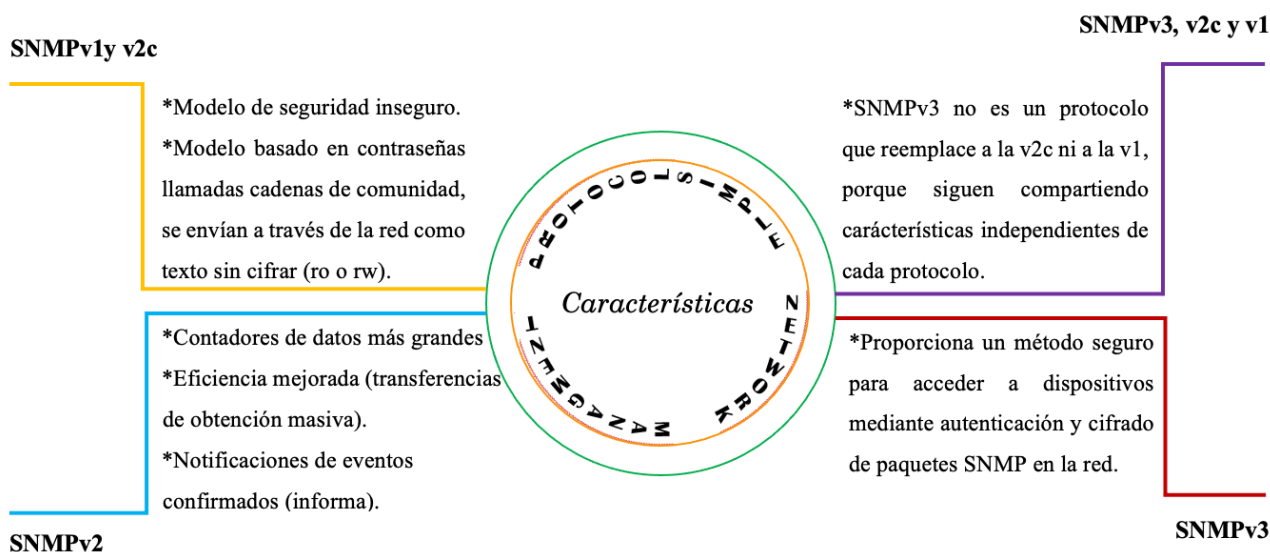 SNMPv1y v2c
*Modelo de seguridad inseguro.
*Modelo basado en contraseñas
llamadas cadenas de comunidad,
se envían a través de la red como
texto sin cifrar (ro o rw).
SNMPv3, v2c y v1
*SNMPv3 no es un protocolo
que reemplace a la v2c ni a la v1,
porque siguen compartiendo
carácterísticas independientes de
cada protocolo.
SIMPLE
NETWORK
MANAGMENT
PROTOCOL
Características
*Contadores de datos más grandes
*Eficiencia mejorada (transferencias
de obtención masiva).
*Notificaciones de eventos
confirmados (informa).
SNMPv2
*Proporciona un método seguro
para acceder a dispositivos
mediante autenticación y cifrado
de paquetes SNMP en la red.
SNMPv3